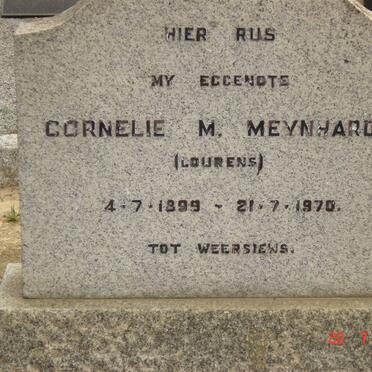 HIER RUS
MY EGGENOTE
CORNELIE M. MEYNHARD
(LOURENS)
4-7-1899 - 21-7-1970.
TOT WEERSIENS.